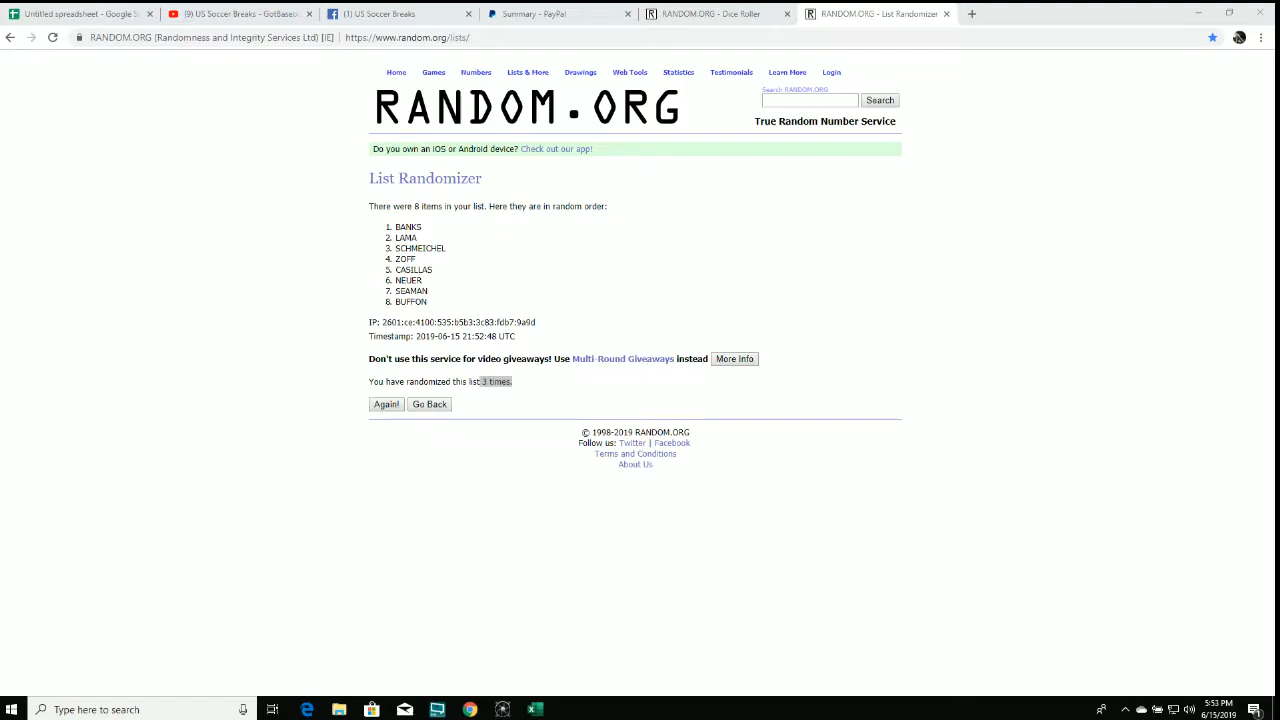 Untitled spreadsheet - Google S
(9) US Soccer Breaks - GotBaseb
(1) US Soccer Breaks
Summary - PayPal
RANDOM.ORG - Dice Roller
RANDOM.ORG - List Randomizer
RANDOM.ORG (Randomness and Integrity Services Ltd) [IE] | https://www.random.org/lists/
Home Games Numbers Lists & More Drawings Web Tools Statistics Testimonials Learn More Login
RANDOM.ORG
Search RANDOM.ORG
Search
True Random Number Service
Do you own an iOS or Android device? Check out our app!
List Randomizer
There were 8 items in your list. Here they are in random order:
1. BANKS
2. LAMA
3. SCHMEICHEL
4. ZOFF
5. CASILLAS
6. NEUER
7. SEAMAN
8. BUFFON
IP: 2601:ce:4100:535:b5b3:3c83:fdb7:9a9d
Timestamp: 2019-06-15 21:52:48 UTC
Don't use this service for video giveaways! Use Multi-Round Giveaways instead More Info
You have randomized this list 3 times.
Again! Go Back
© 1998-2019 RANDOM.ORG
Follow us: Twitter | Facebook
Terms and Conditions
About Us
Type here to search
5:53 PM
6/15/2019